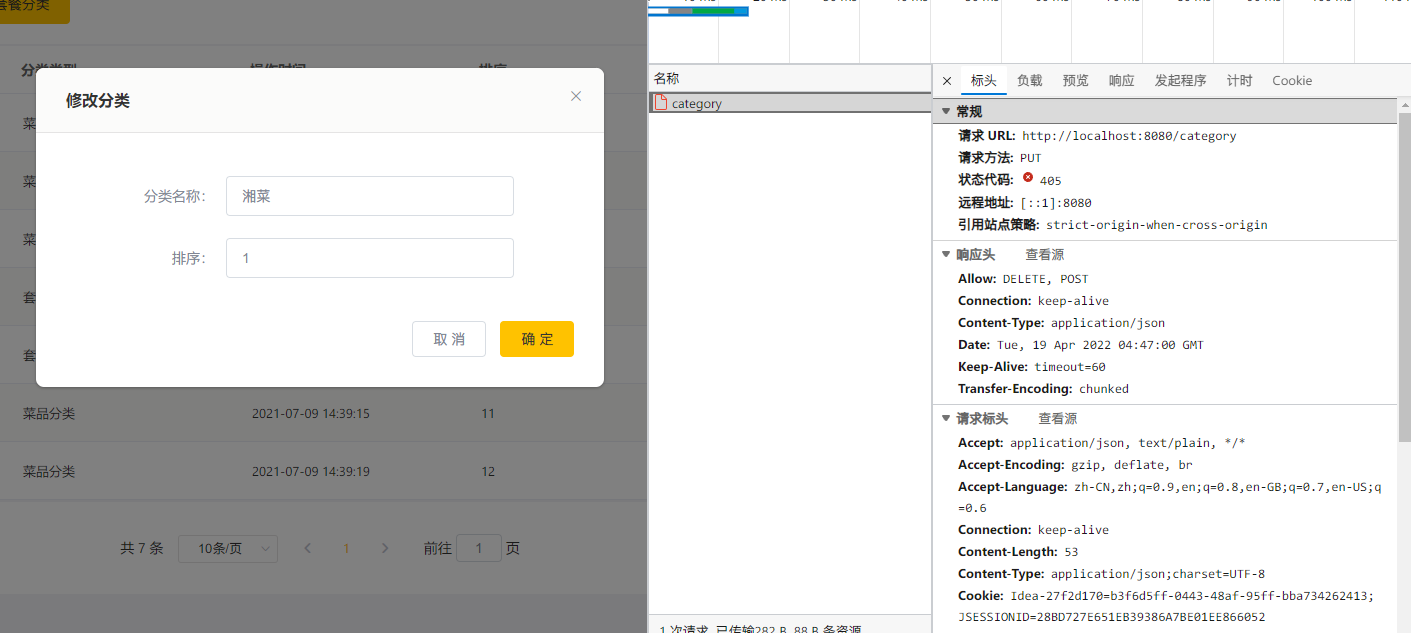 套餐分类
分类类型 操作时间 排序
修改分类
菜
菜
菜
套
套
分类名称: 湘菜
排序: 1
取 消 确 定
菜品分类 2021-07-09 14:39:15 11
菜品分类 2021-07-09 14:39:19 12
共 7 条 10条/页 1 前往 1 页
名称
category
1 次请求 已传输282 B 88 B 条资源
标头 负载 预览 响应 发起程序 计时 Cookie
常规
请求 URL: http://localhost:8080/category
请求方法: PUT
状态代码: 405
远程地址: [::1]:8080
引用站点策略: strict-origin-when-cross-origin
响应头 查看源
Allow: DELETE, POST
Connection: keep-alive
Content-Type: application/json
Date: Tue, 19 Apr 2022 04:47:00 GMT
Keep-Alive: timeout=60
Transfer-Encoding: chunked
请求标头 查看源
Accept: application/json, text/plain, */*
Accept-Encoding: gzip, deflate, br
Accept-Language: zh-CN,zh;q=0.9,en;q=0.8,en-GB;q=0.7,en-US;q
=0.6
Connection: keep-alive
Content-Length: 53
Content-Type: application/json;charset=UTF-8
Cookie: Idea-27f2d170=b3f6d5ff-0443-48af-95ff-bba734262413;
JSESSIONID=28BD727E651EB39386A7BE01EE866052